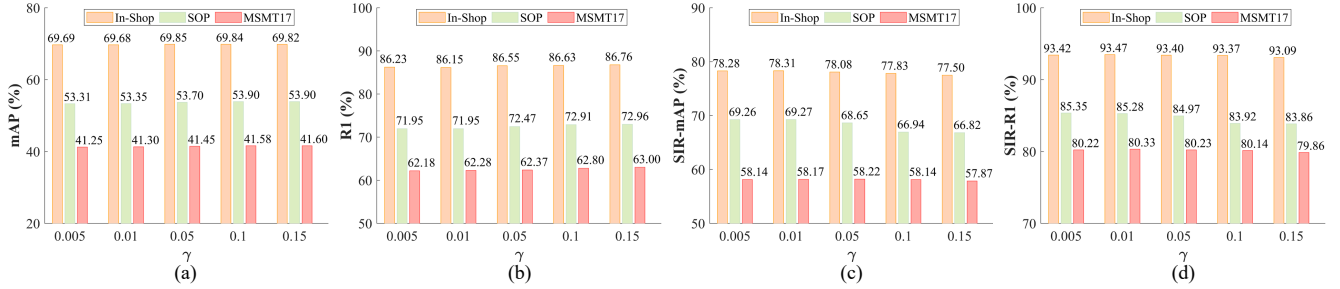 In-Shop SOP MSMT17
mAP (%)
80
60
40
20
69.69 69.68 69.85 69.84 69.82
53.31 53.35 53.70 53.90 53.90
41.25 41.30 41.45 41.58 41.60
0.005 0.01 0.05 0.1 0.15
γ
(a)
In-Shop SOP MSMT17
R1 (%)
100
90
80
70
60
50
86.23 86.15 86.55 86.63 86.76
71.95 71.95 72.47 72.91 72.96
62.18 62.28 62.37 62.80 63.00
0.005 0.01 0.05 0.1 0.15
γ
(b)
In-Shop SOP MSMT17
SIR-mAP (%)
90
80
70
60
50
78.28 78.31 78.08 77.83 77.50
69.26 69.27 68.65 66.94 66.82
58.14 58.17 58.22 58.14 57.87
0.005 0.01 0.05 0.1 0.15
γ
(c)
In-Shop SOP MSMT17
SIR-R1 (%)
100
90
80
70
93.42 93.47 93.40 93.37 93.09
85.35 85.28 84.97 83.92 83.86
80.22 80.33 80.23 80.14 79.86
0.005 0.01 0.05 0.1 0.15
γ
(d)